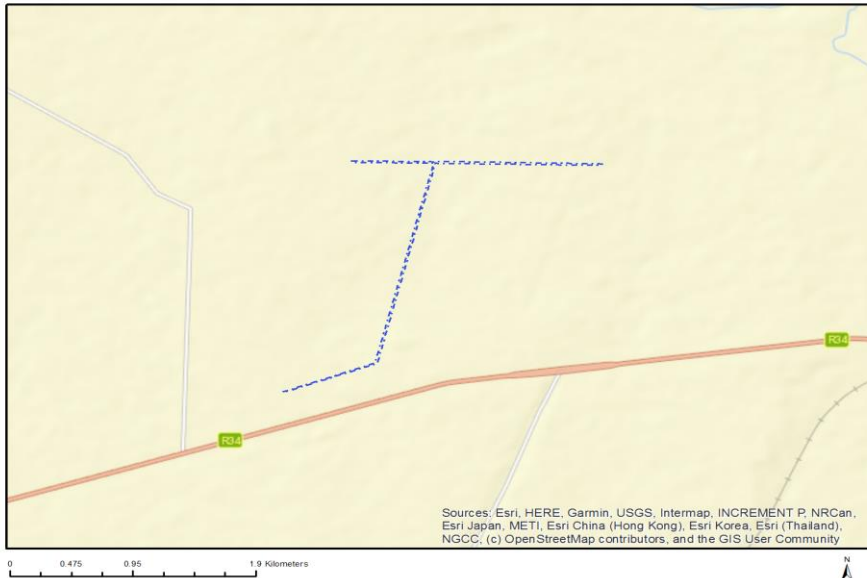 R34
R34
Sources: Esri, HERE, Garmin, USGS, Intermap, INCREMENT P, NRCan,
Esri Japan, METI, Esri China (Hong Kong), Esri Korea, Esri (Thailand),
NGCC, (c) OpenStreetMap contributors, and the GIS User Community
0 0.475 0.95 1.9 Kilometers
N